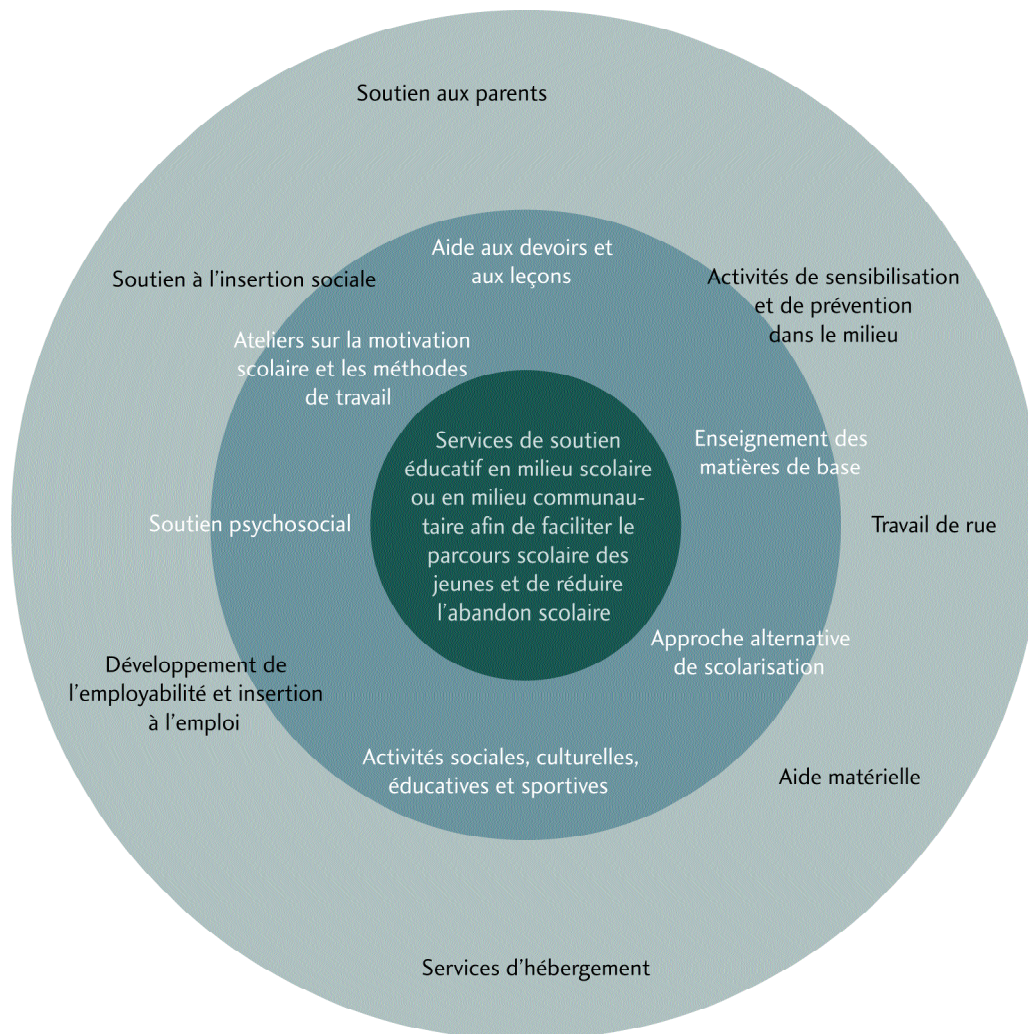 Soutien aux parents
Aide aux devoirs et
aux leçons
Soutien à l’insertion sociale
Activités de sensibilisation
et de prévention
dans le milieu
Ateliers sur la motivation
scolaire et les méthodes
de travail
Services de soutien
éducatif en milieu scolaire
ou en milieu communau-
taire afin de faciliter le
parcours scolaire des
jeunes et de réduire
l’abandon scolaire
Enseignement des
matières de base
Soutien psychosocial
Travail de rue
Approche alternative
de scolarisation
Développement de
l’employabilité et insertion
à l’emploi
Activités sociales, culturelles,
éducatives et sportives
Aide matérielle
Services d’hébergement